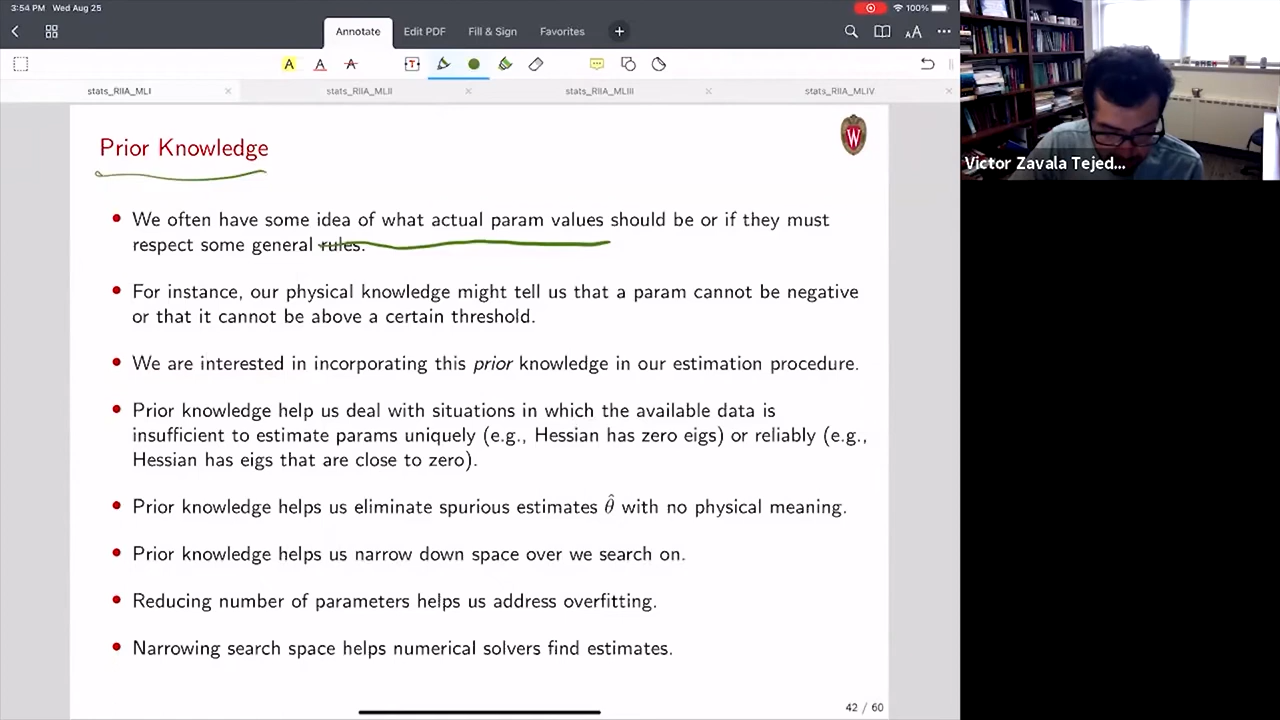 3:54 PM Wed Aug 25
100%
Annotate
Edit PDF
Fill & Sign
Favorites
stats_RIIA_MLI
stats_RIIA_MLII
stats_RIIA_MLIII
stats_RIIA_MLIV
Prior Knowledge
W
• We often have some idea of what actual param values should be or if they must
respect some general rules.
• For instance, our physical knowledge might tell us that a param cannot be negative
or that it cannot be above a certain threshold.
• We are interested in incorporating this prior knowledge in our estimation procedure.
• Prior knowledge help us deal with situations in which the available data is
insufficient to estimate params uniquely (e.g., Hessian has zero eigs) or reliably (e.g.,
Hessian has eigs that are close to zero).
• Prior knowledge helps us eliminate spurious estimates θ̂ with no physical meaning.
• Prior knowledge helps us narrow down space over we search on.
• Reducing number of parameters helps us address overfitting.
• Narrowing search space helps numerical solvers find estimates.
42 / 60
Victor Zavala Tejed...